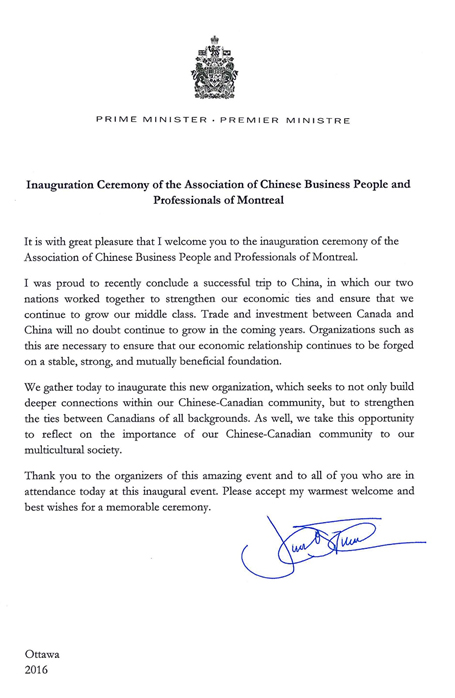 PRIME MINISTER · PREMIER MINISTRE
Inauguration Ceremony of the Association of Chinese Business People and
Professionals of Montreal
It is with great pleasure that I welcome you to the inauguration ceremony of the
Association of Chinese Business People and Professionals of Montreal.
I was proud to recently conclude a successful trip to China, in which our two
nations worked together to strengthen our economic ties and ensure that we
continue to grow our middle class. Trade and investment between Canada and
China will no doubt continue to grow in the coming years. Organizations such as
this are necessary to ensure that our economic relationship continues to be forged
on a stable, strong, and mutually beneficial foundation.
We gather today to inaugurate this new organization, which seeks to not only build
deeper connections within our Chinese-Canadian community, but to strengthen
the ties between Canadians of all backgrounds. As well, we take this opportunity
to reflect on the importance of our Chinese-Canadian community to our
multicultural society.
Thank you to the organizers of this amazing event and to all of you who are in
attendance today at this inaugural event. Please accept my warmest welcome and
best wishes for a memorable ceremony.
Ottawa
2016